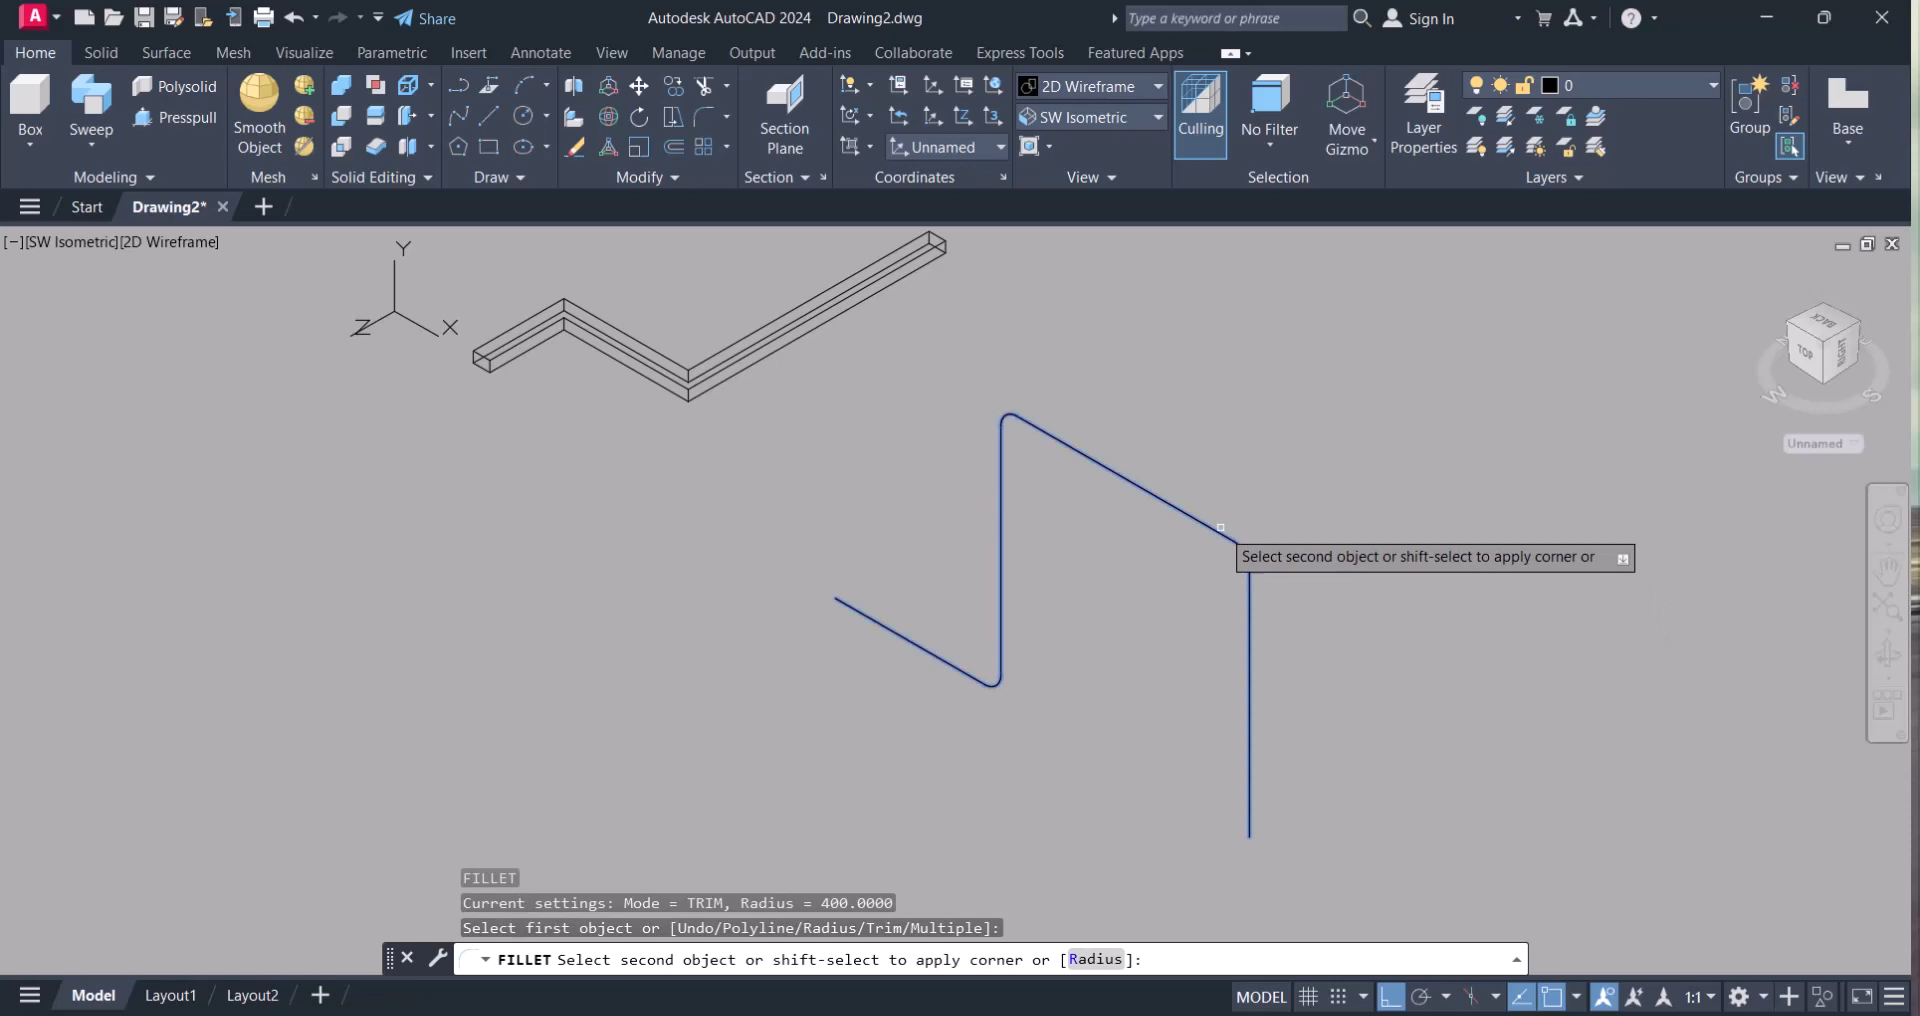 Share
Autodesk AutoCAD 2024 Drawing2.dwg
Type a keyword or phrase
Sign In
Home Solid Surface Mesh Visualize Parametric Insert Annotate View Manage Output Add-ins Collaborate Express Tools Featured Apps
Box
Sweep
Polysolid
Presspull
Modeling
Smooth
Object
Mesh
Solid Editing
Draw
Modify
Section
Plane
Section
Unnamed
Coordinates
2D Wireframe
SW Isometric
View
Culling
No Filter
Move
Gizmo
Selection
Layer
Properties
0
Layers
Group
Groups
Base
View
Start
Drawing2*
[−][SW Isometric][2D Wireframe]
Y
Z
X
BACK
TOP
RIGHT
W
S
Unnamed
Select second object or shift-select to apply corner or
FILLET
Current settings: Mode = TRIM, Radius = 400.0000
Select first object or [Undo/Polyline/Radius/Trim/Multiple]:
FILLET Select second object or shift-select to apply corner or [Radius]:
Model
Layout1
Layout2
MODEL
1:1